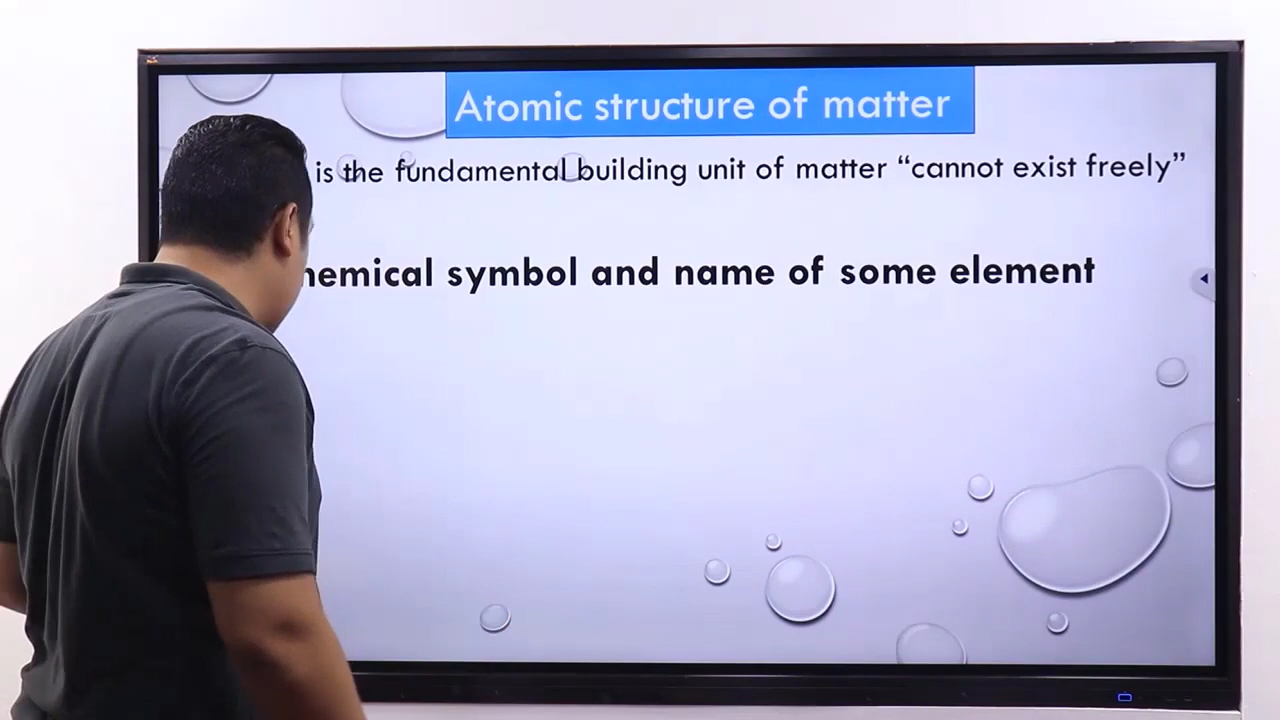 Atomic structure of matter
is the fundamental building unit of matter “cannot exist freely”
hemical symbol and name of some element